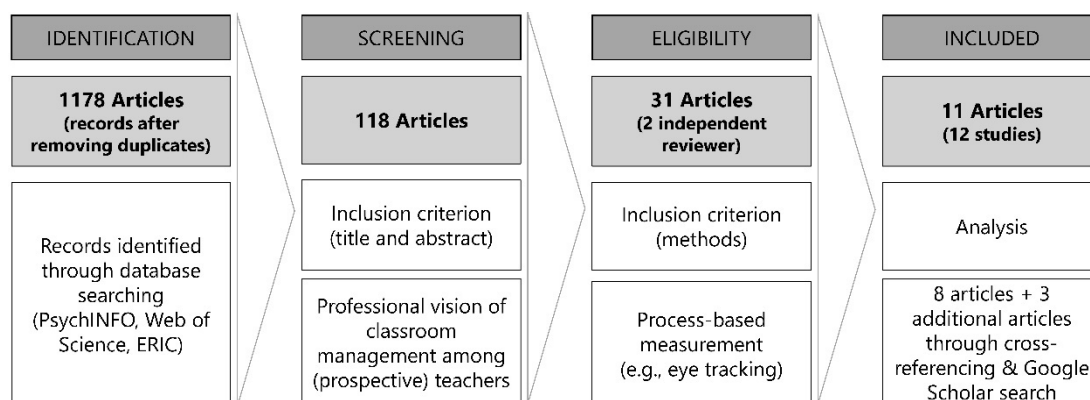 IDENTIFICATION
1178 Articles
(records after
removing duplicates)
Records identified
through database
searching
(PsychINFO, Web of
Science, ERIC)
SCREENING
118 Articles
Inclusion criterion
(title and abstract)
Professional vision of
classroom
management among
(prospective) teachers
ELIGIBILITY
31 Articles
(2 independent
reviewer)
Inclusion criterion
(methods)
Process-based
measurement
(e.g., eye tracking)
INCLUDED
11 Articles
(12 studies)
Analysis
8 articles + 3
additional articles
through cross-
referencing & Google
Scholar search